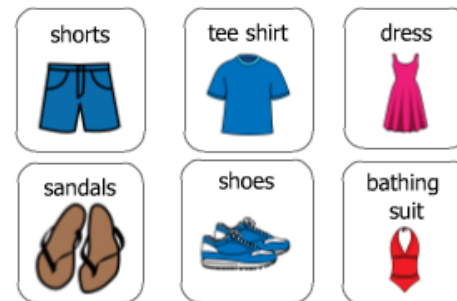 shorts
tee shirt
dress
sandals
shoes
bathing
suit